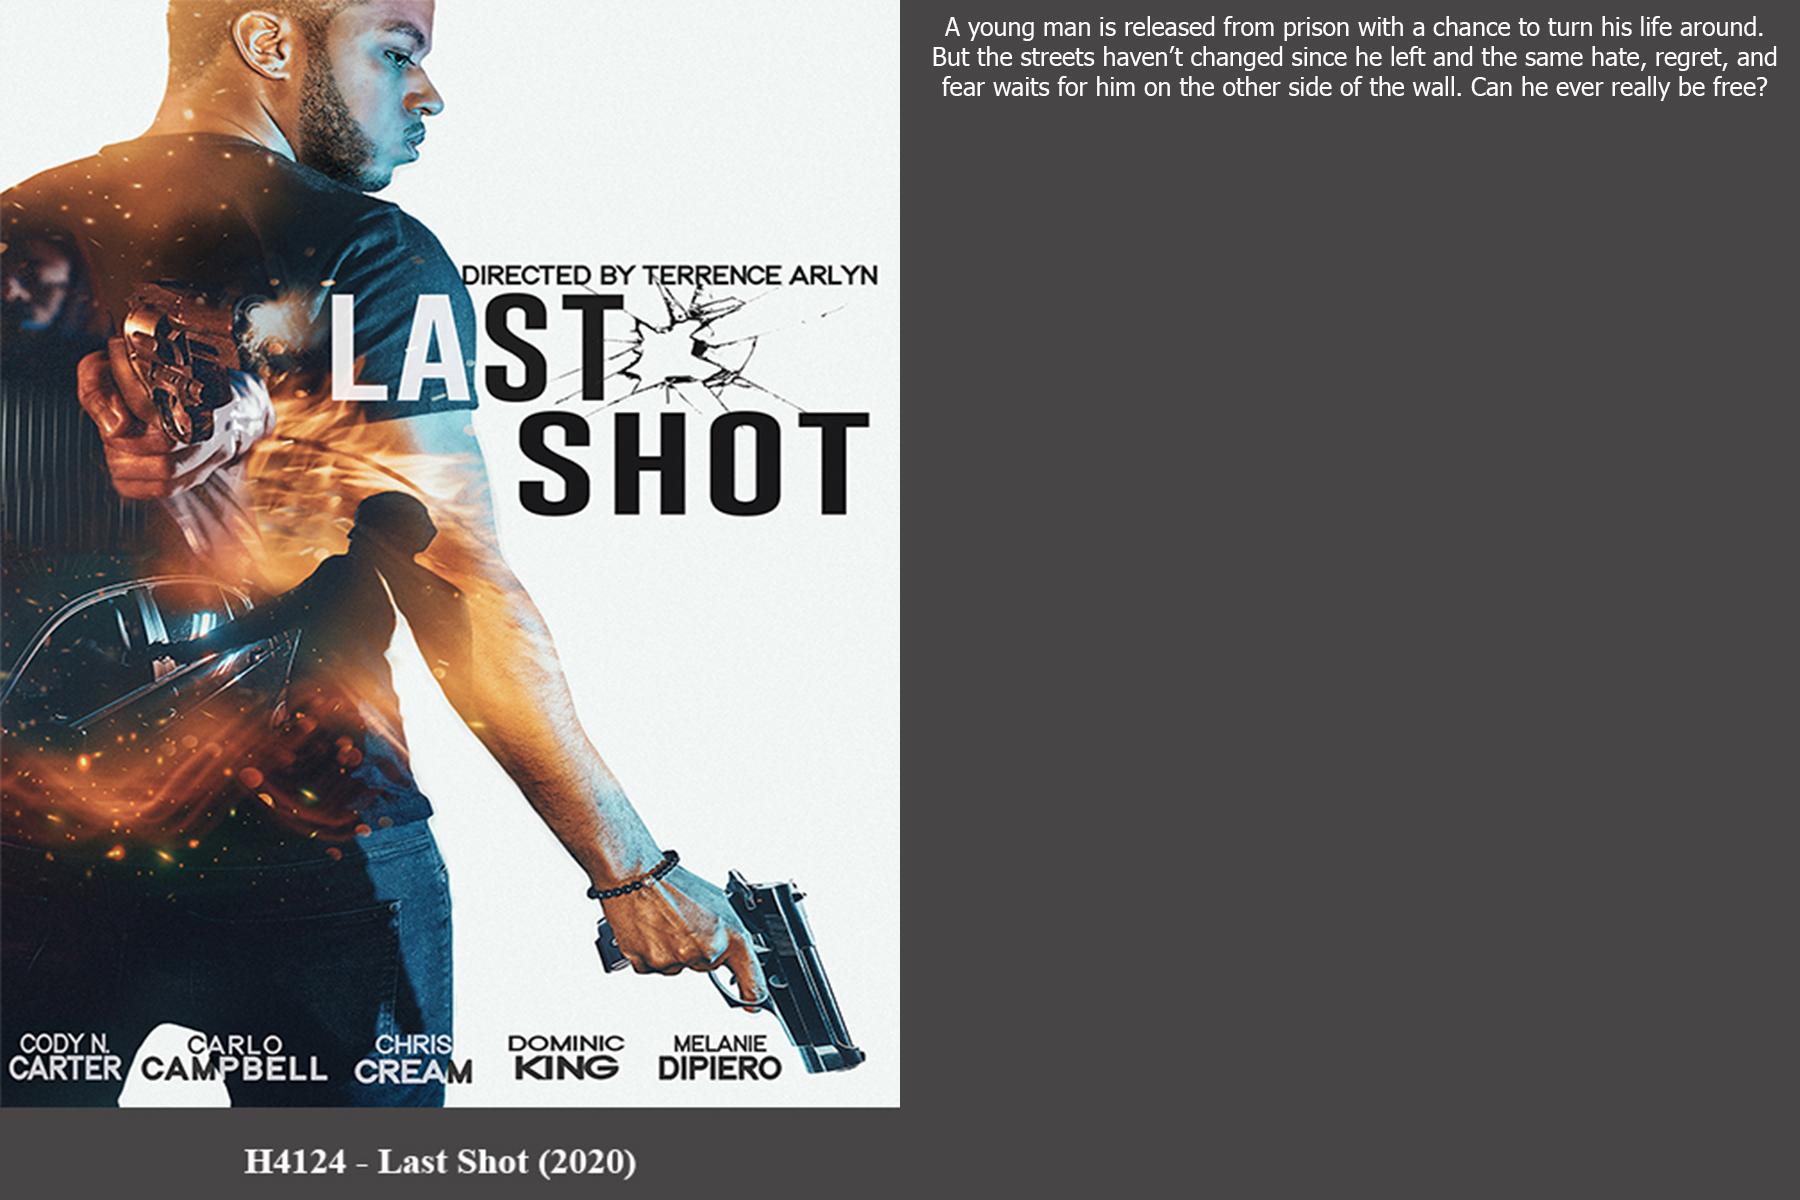 A young man is released from prison with a chance to turn his life around.
But the streets haven’t changed since he left and the same hate, regret, and
fear waits for him on the other side of the wall. Can he ever really be free?
DIRECTED BY TERRENCE ARLYN
LAST
SHOT
CODY N. CARLO CHRIS DOMINIC MELANIE
CARTER CAMPBELL CREAM KING DIPIERO
H4124 - Last Shot (2020)